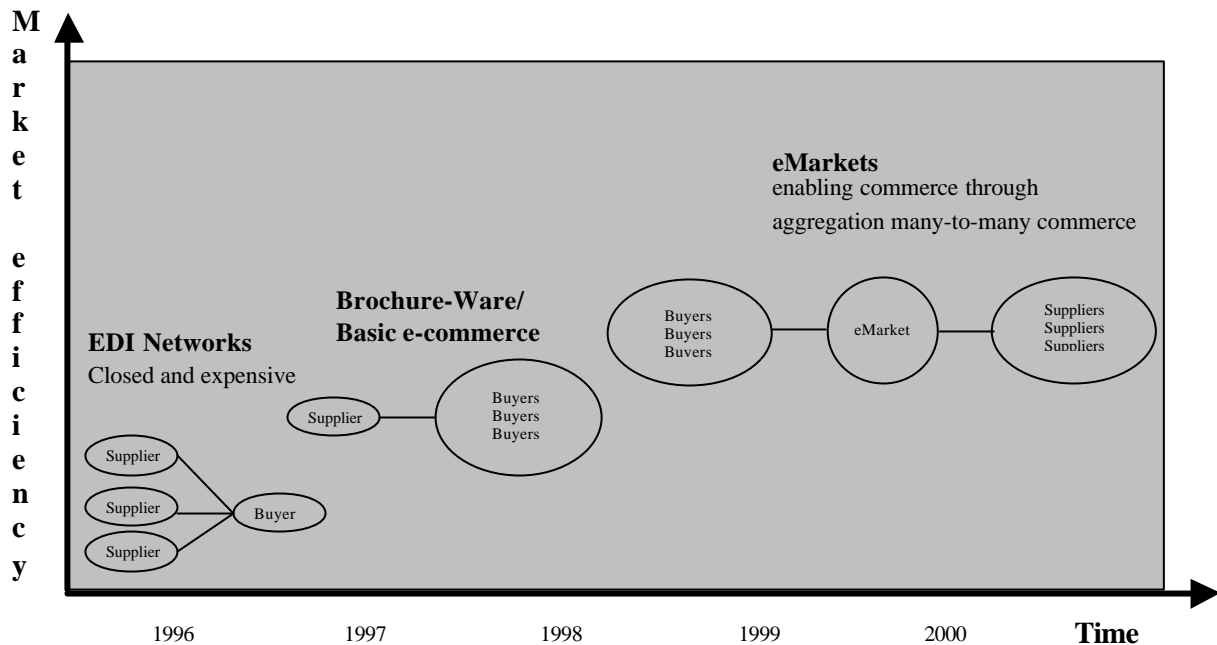 Market efficiency
eMarkets
enabling commerce through
aggregation many-to-many commerce
Brochure-Ware/
Basic e-commerce
EDI Networks
Closed and expensive
Buyers
Buyers
Buyers
eMarket
Suppliers
Suppliers
Suppliers
Supplier
Buyers
Buyers
Buyers
Supplier
Supplier
Supplier
Buyer
1996
1997
1998
1999
2000
Time